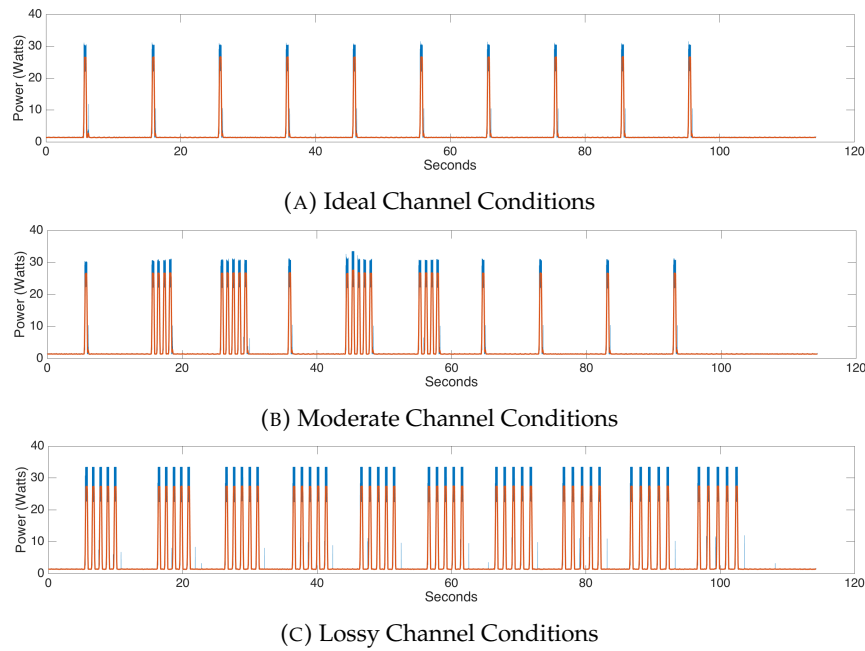 40
30
20
10
0
Power (Watts)
0 20 40 60 80 100 120
Seconds
(A) Ideal Channel Conditions
40
30
20
10
0
Power (Watts)
0 20 40 60 80 100 120
Seconds
(B) Moderate Channel Conditions
40
30
20
10
0
Power (Watts)
0 20 40 60 80 100 120
Seconds
(C) Lossy Channel Conditions